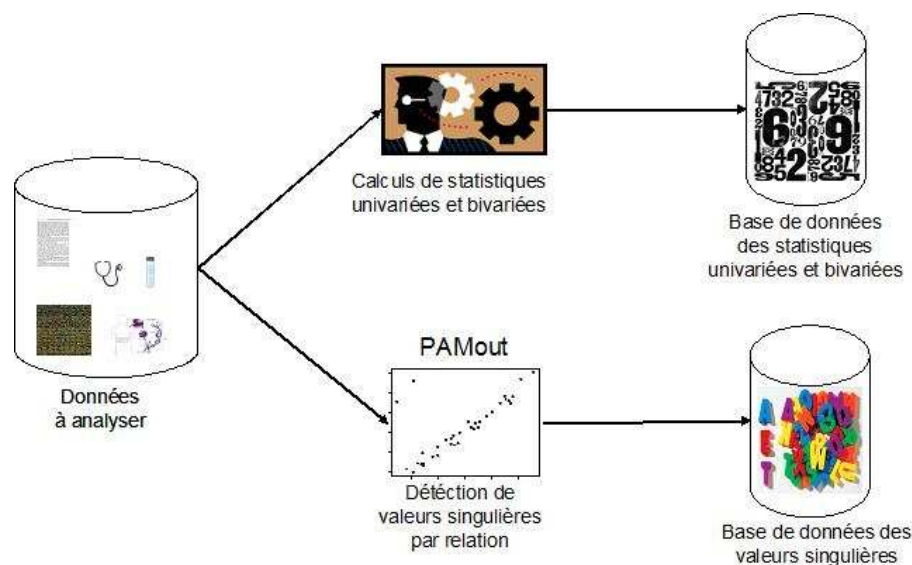 Calculs de statistiques
univariées et bivariées
Base de données
des statistiques
univariées et bivariées
Données
à analyser
PAMout
Détéction de
valeurs singulières
par relation
Base de données des
valeurs singulières